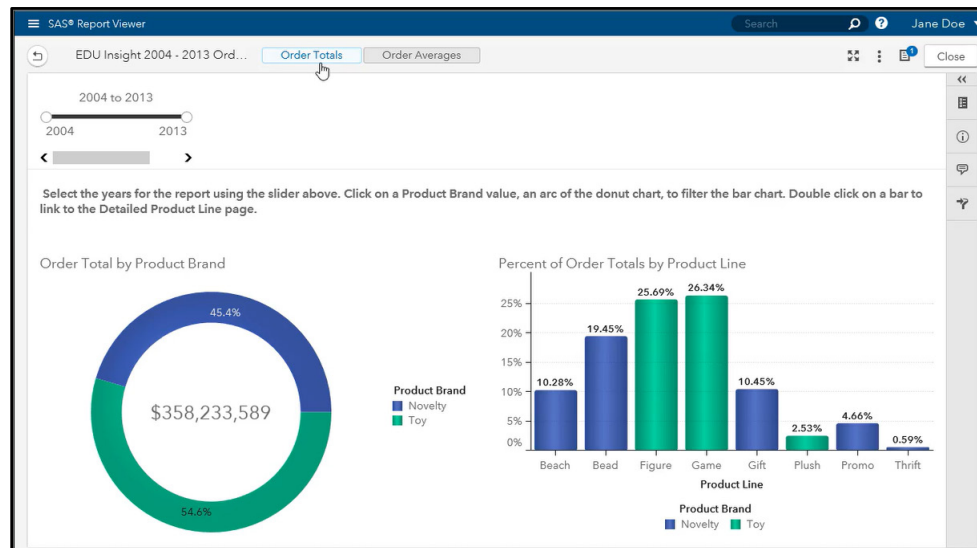 SAS® Report Viewer
Search
?
Jane Doe
EDU Insight 2004 - 2013 Ord...
Order Totals
Order Averages
1
Close
2004 to 2013
2004
2013
Select the years for the report using the slider above. Click on a Product Brand value, an arc of the donut chart, to filter the bar chart. Double click on a bar to
link to the Detailed Product Line page.
Order Total by Product Brand
45.4%
$358,233,589
54.6%
Product Brand
Novelty
Toy
Percent of Order Totals by Product Line
25%
20%
15%
10%
5%
0%
10.28%
19.45%
25.69%
26.34%
10.45%
2.53%
4.66%
0.59%
Beach
Bead
Figure
Game
Gift
Plush
Promo
Thrift
Product Line
Product Brand
Novelty
Toy